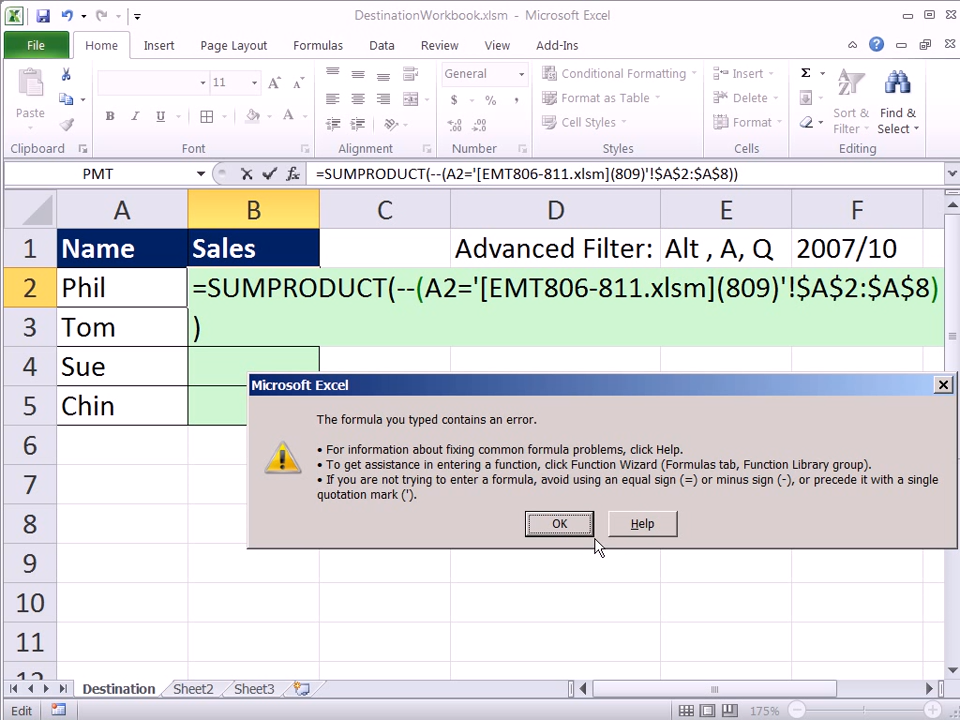 DestinationWorkbook.xlsm - Microsoft Excel
File Home Insert Page Layout Formulas Data Review View Add-Ins
11 General Conditional Formatting Insert Σ
Paste B I U A $ % , Format as Table Delete Sort & Filter Find & Select
Cell Styles Format
Clipboard Font Alignment Number Styles Cells Editing
PMT fx =SUMPRODUCT(--(A2='[EMT806-811.xlsm](809)'!$A$2:$A$8))
A B C D E F
1 Name Sales Advanced Filter: Alt , A, Q 2007/10
2 Phil =SUMPRODUCT(--(A2='[EMT806-811.xlsm](809)'!$A$2:$A$8)
3 Tom )
4 Sue
Microsoft Excel
5 Chin
The formula you typed contains an error.
• For information about fixing common formula problems, click Help.
• To get assistance in entering a function, click Function Wizard (Formulas tab, Function Library group).
• If you are not trying to enter a formula, avoid using an equal sign (=) or minus sign (-), or precede it with a single
quotation mark (').
OK Help
6
7
8
9
10
11
12
Destination Sheet2 Sheet3
Edit 175%